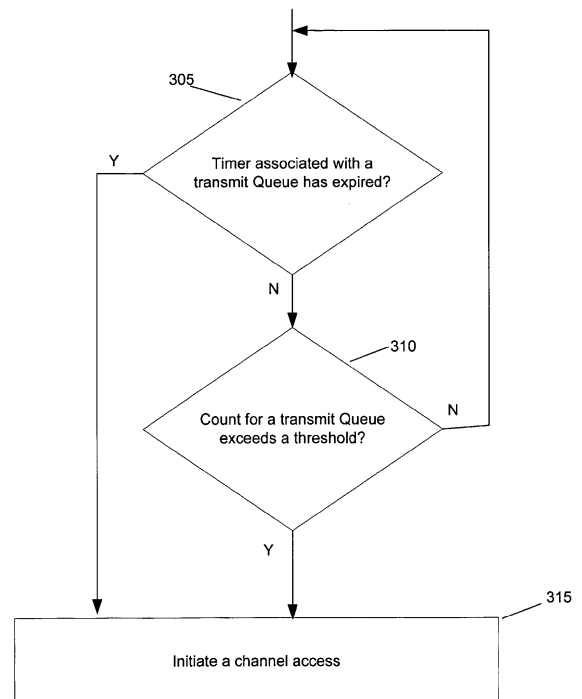 305
Y
Timer associated with a
transmit Queue has expired?
N
310
Count for a transmit Queue
exceeds a threshold?
N
Y
315
Initiate a channel access